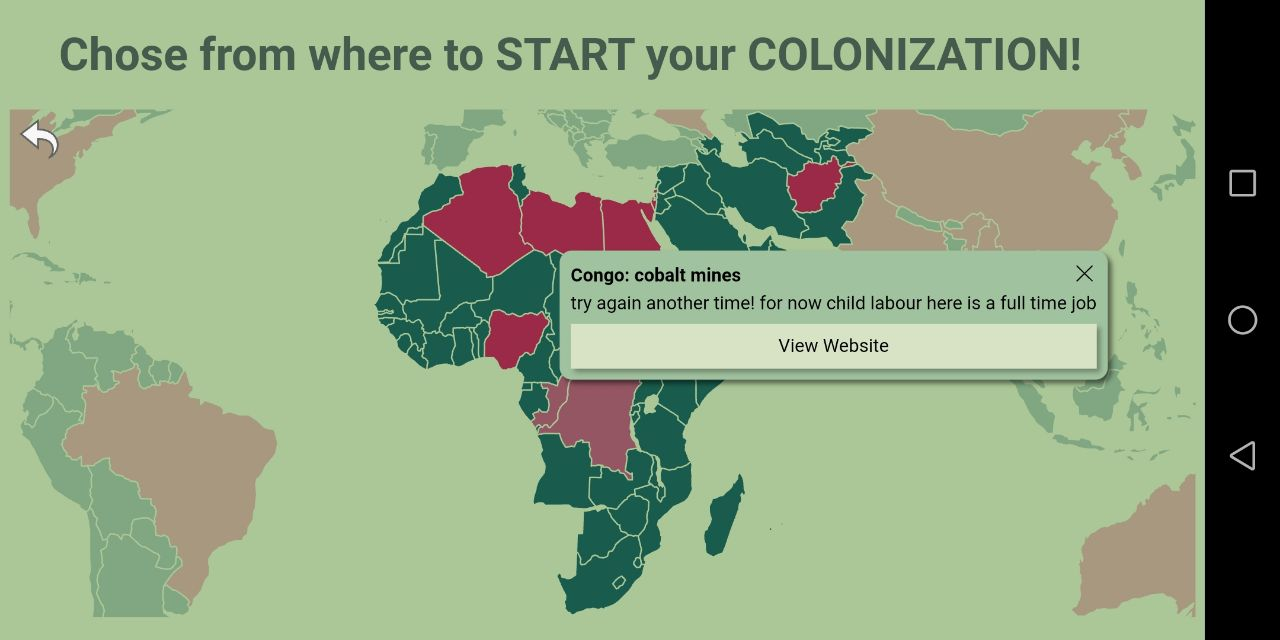 Chose from where to START your COLONIZATION!
Congo: cobalt mines
try again another time! for now child labour here is a full time job
View Website